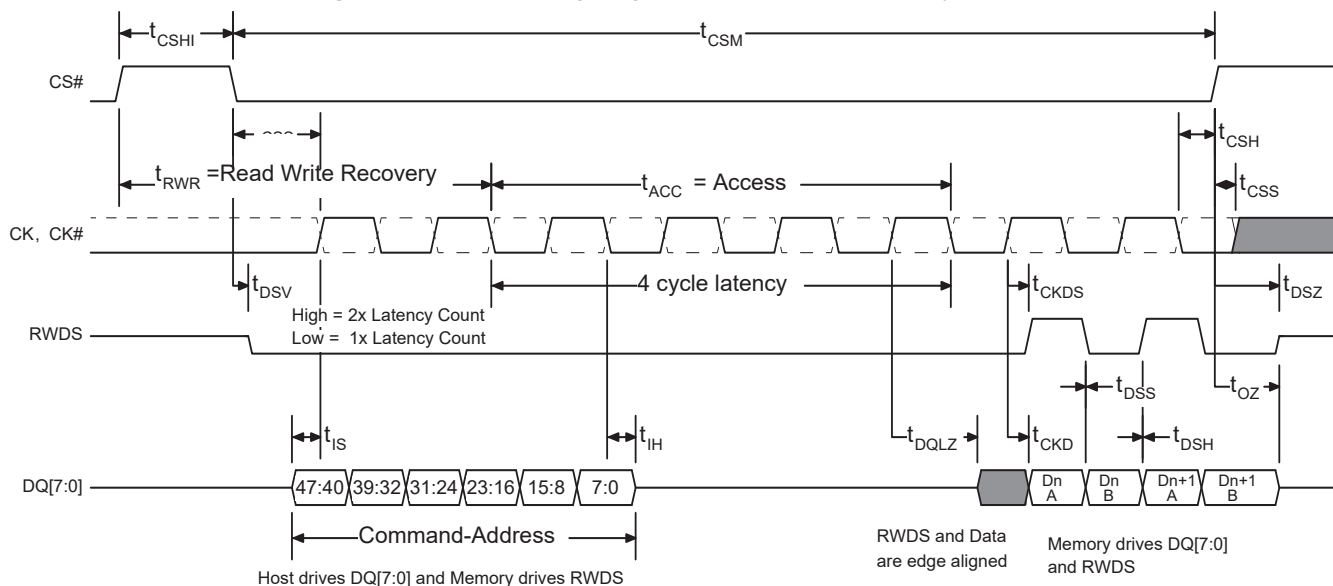 tCSHI
tCSM
CS#
tCSH
tRWR =Read Write Recovery
tACC = Access
tCSS
CK, CK#
tDSV
4 cycle latency
tCKDS
tDSZ
High = 2x Latency Count
Low = 1x Latency Count
RWDS
tDSS
tOZ
tIS
tIH
tDQLZ
tCKD
tDSH
DQ[7:0]
47:40 39:32 31:24 23:16 15:8 7:0
Dn A
Dn B
Dn+1 A
Dn+1 B
Command-Address
RWDS and Data
are edge aligned
Memory drives DQ[7:0]
and RWDS
Host drives DQ[7:0] and Memory drives RWDS